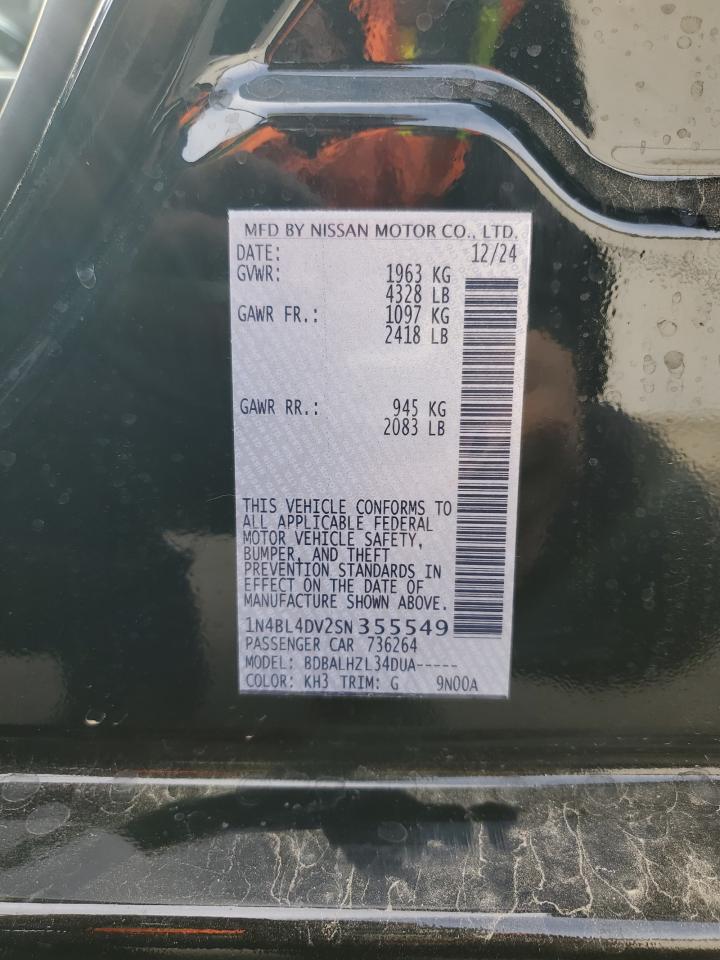 MFD BY NISSAN MOTOR CO., LTD.
DATE: 12/24
GVWR: 1963 KG
4328 LB
GAWR FR.: 1097 KG
2418 LB
GAWR RR.: 945 KG
2083 LB
THIS VEHICLE CONFORMS TO
ALL APPLICABLE FEDERAL
MOTOR VEHICLE SAFETY,
BUMPER, AND THEFT
PREVENTION STANDARDS IN
EFFECT ON THE DATE OF
MANUFACTURE SHOWN ABOVE.
1N4BL4DV2SN355549
PASSENGER CAR 736264
MODEL: BDBALHZL34DUA-----
COLOR: KH3 TRIM: G 9N00A